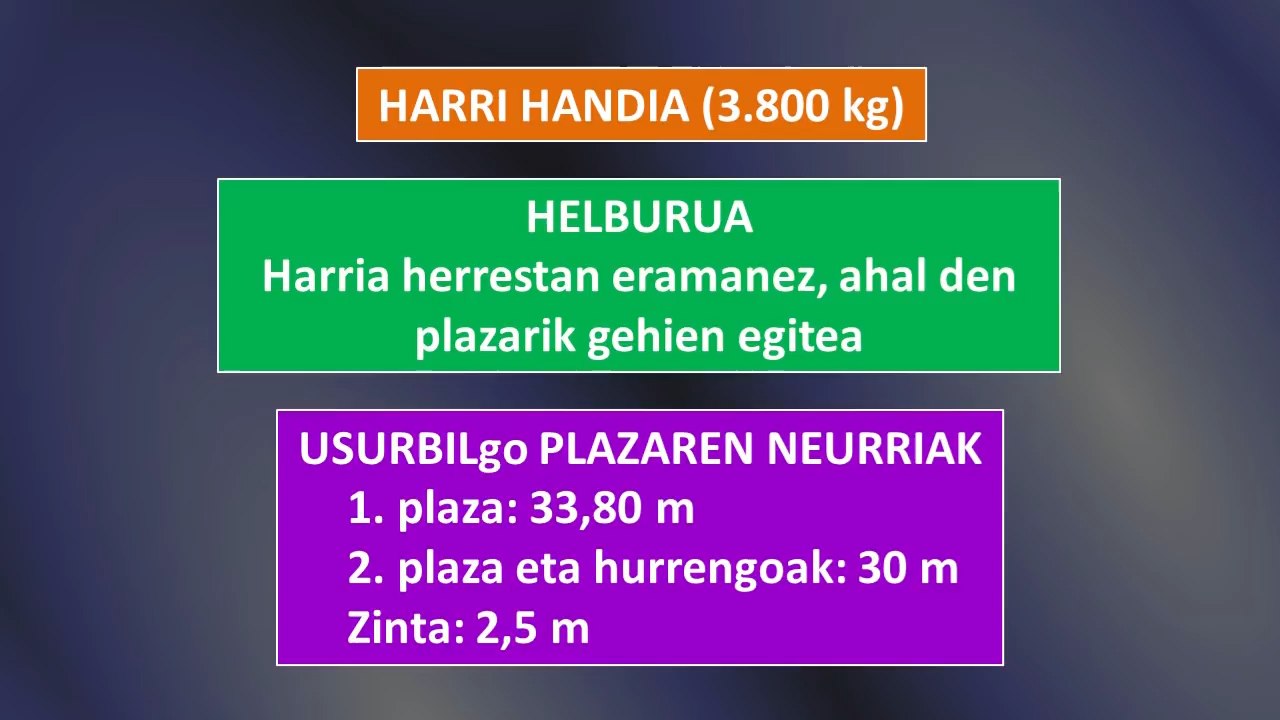 HARRI HANDIA (3.800 kg)
HELBURUA
Harria herrestan eramanez, ahal den
plazarik gehien egitea
USURBILgo PLAZAREN NEURRIAK
1. plaza: 33,80 m
2. plaza eta hurrengoak: 30 m
Zinta: 2,5 m